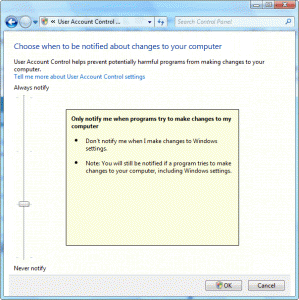 User Account Control ...
Search Control Panel
Choose when to be notified about changes to your computer
User Account Control helps prevent potentially harmful programs from making changes to your
computer.
Tell me more about User Account Control settings
Always notify
Only notify me when programs try to make changes to my
computer
Don't notify me when I make changes to Windows
settings.
Note: You will still be notified if a program tries to make
changes to your computer, including Windows settings.
Never notify
OK
Cancel